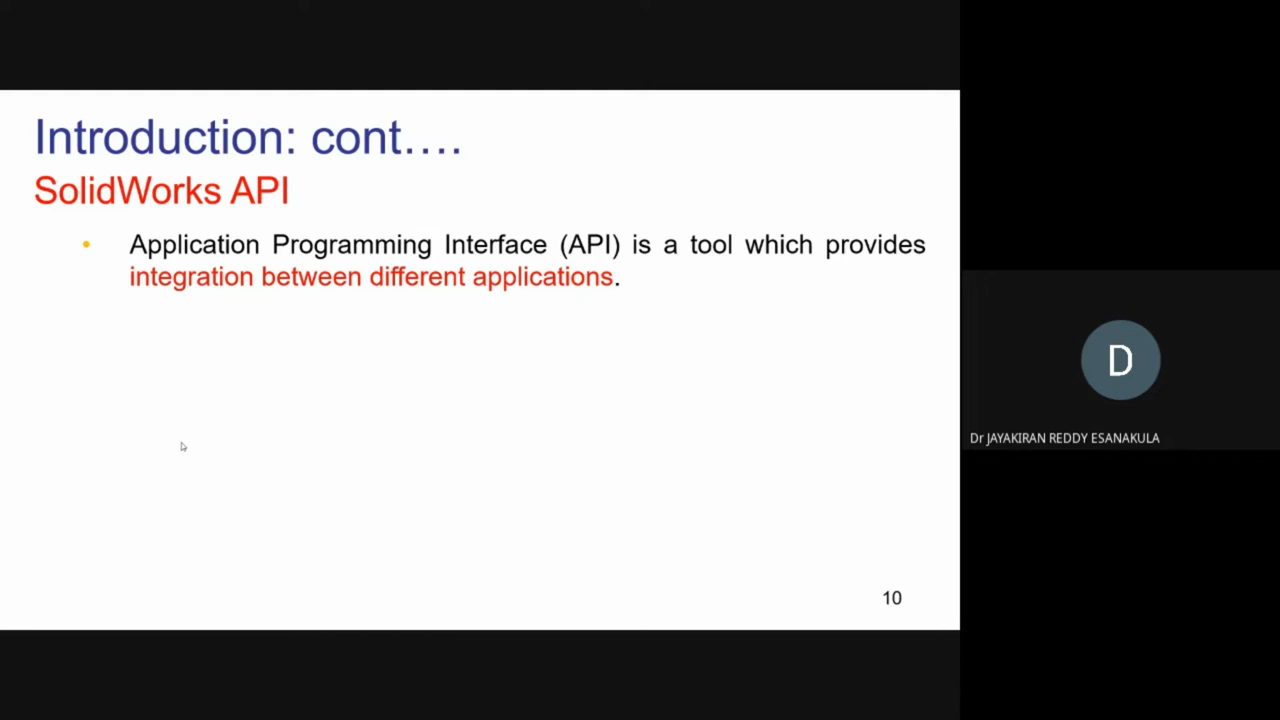 Introduction: cont….
SolidWorks API
• Application Programming Interface (API) is a tool which provides
integration between different applications.
10
D
Dr JAYAKIRAN REDDY ESANAKULA